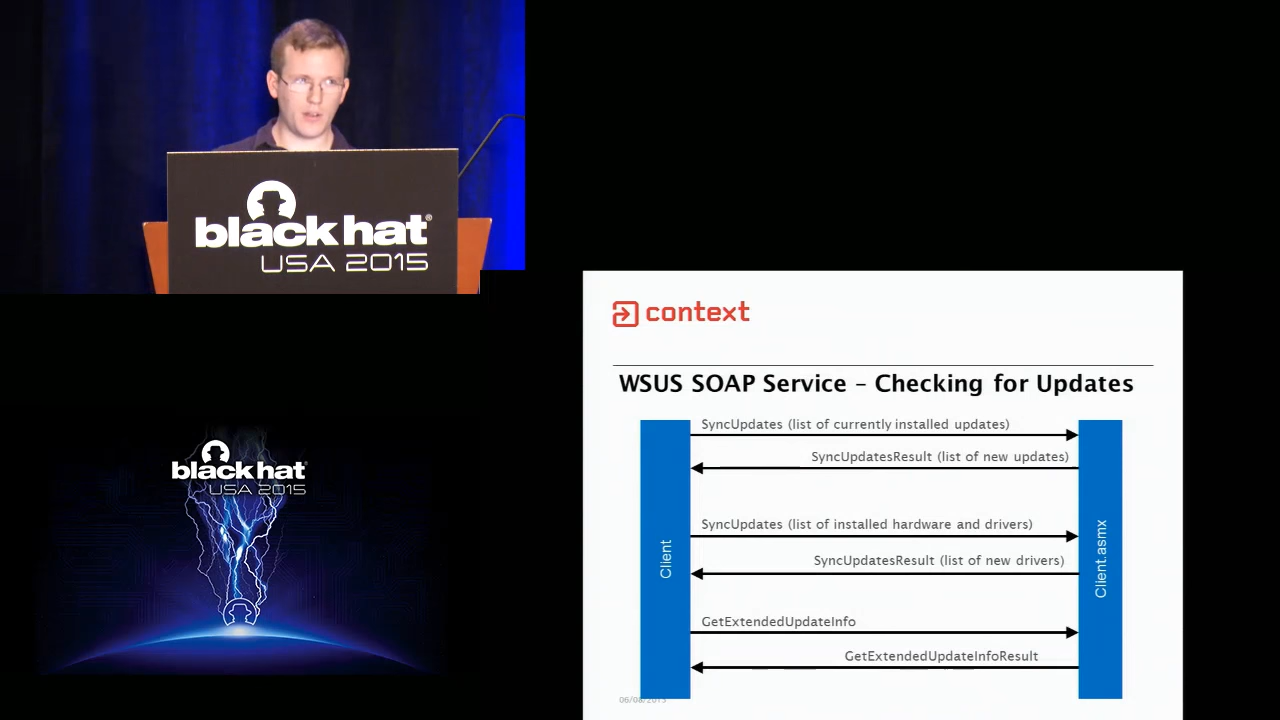 black hat®
USA 2015
context
WSUS SOAP Service – Checking for Updates
SyncUpdates (list of currently installed updates)
SyncUpdatesResult (list of new updates)
SyncUpdates (list of installed hardware and drivers)
SyncUpdatesResult (list of new drivers)
GetExtendedUpdateInfo
GetExtendedUpdateInfoResult
Client
Client.asmx
black hat®
USA 2015